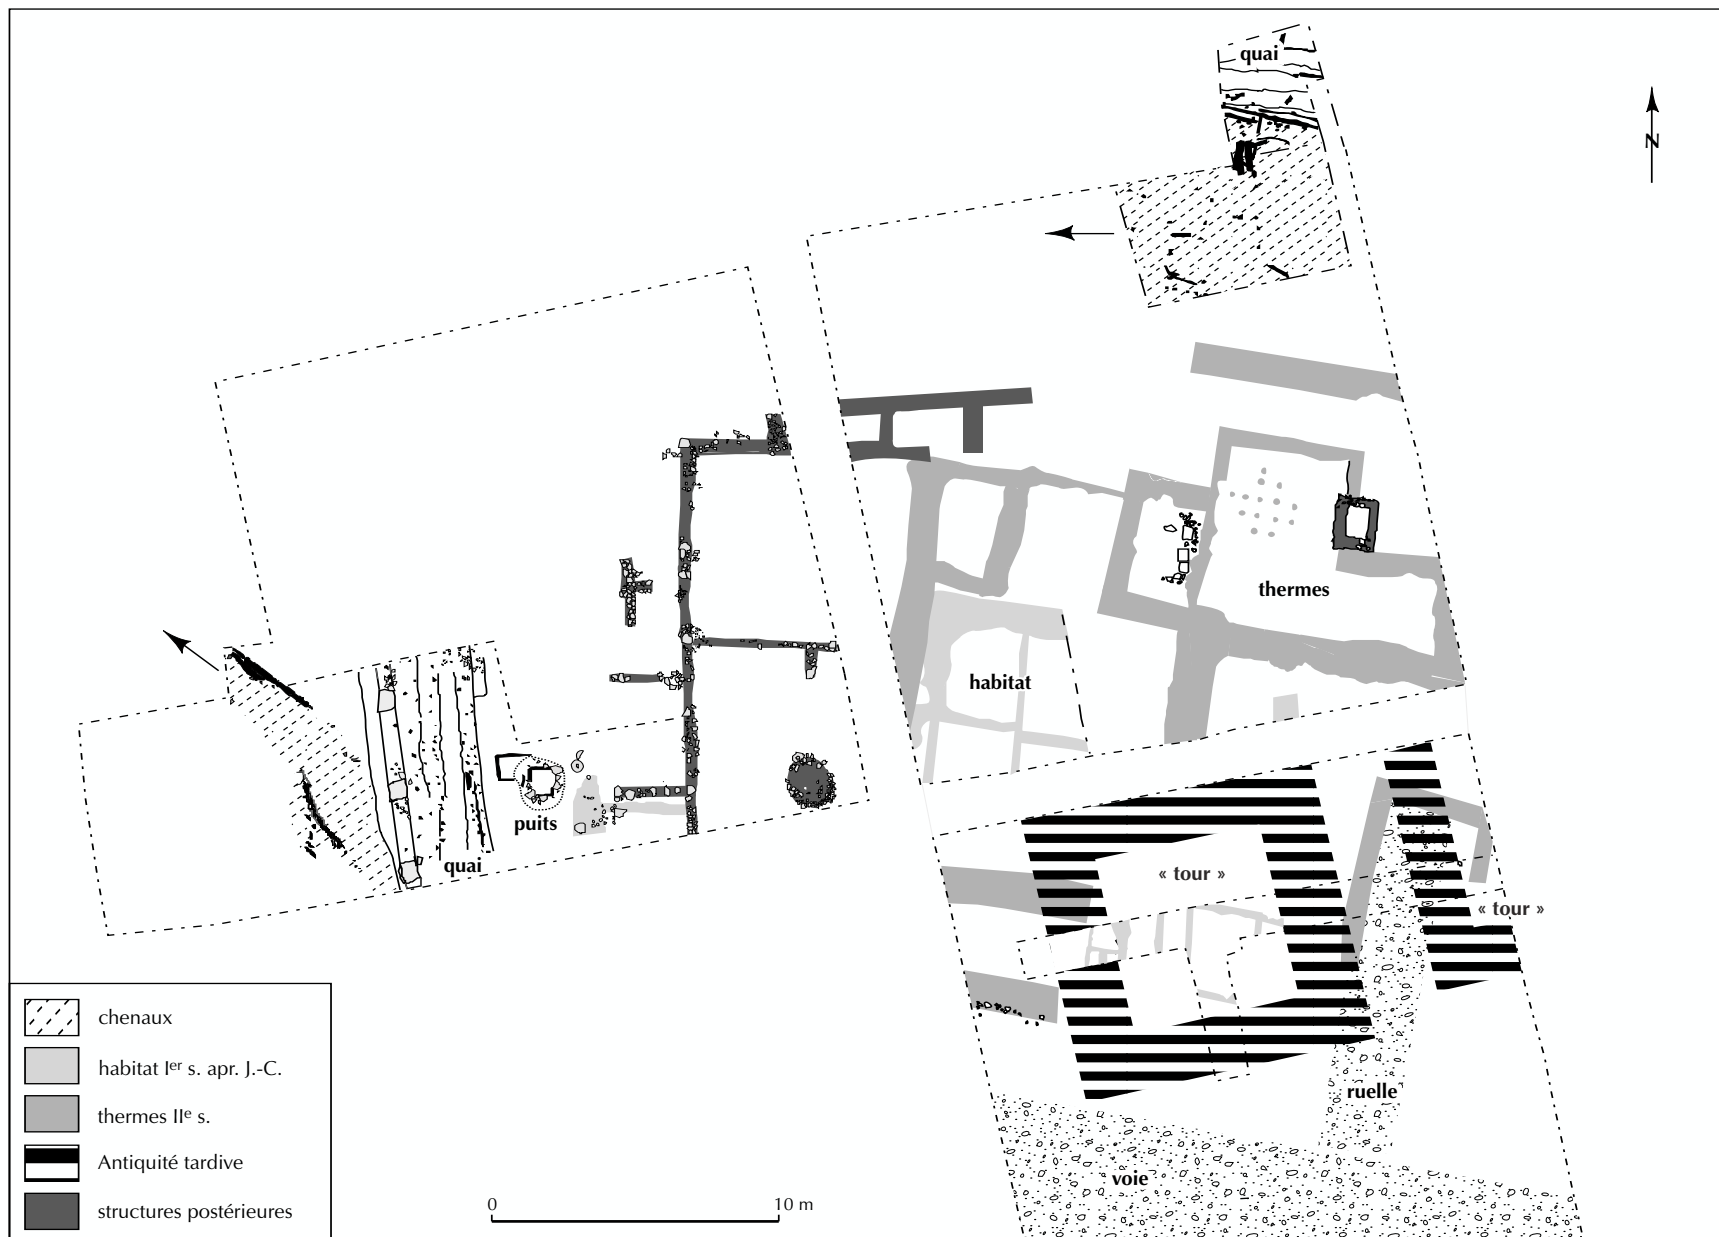 quai
N
thermes
habitat
puits
quai
« tour »
« tour »
ruelle
voie
chenaux
habitat Ier s. apr. J.-C.
thermes IIe s.
Antiquité tardive
structures postérieures
0 10 m